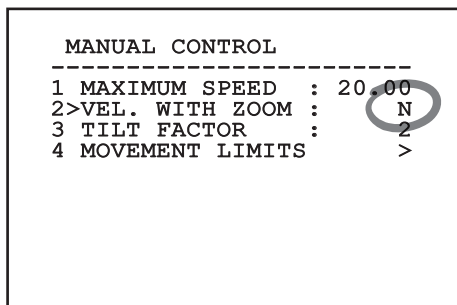 MANUAL CONTROL
------------------------
1 MAXIMUM SPEED : 20.00
2>VEL. WITH ZOOM : N
3 TILT FACTOR : 2
4 MOVEMENT LIMITS >